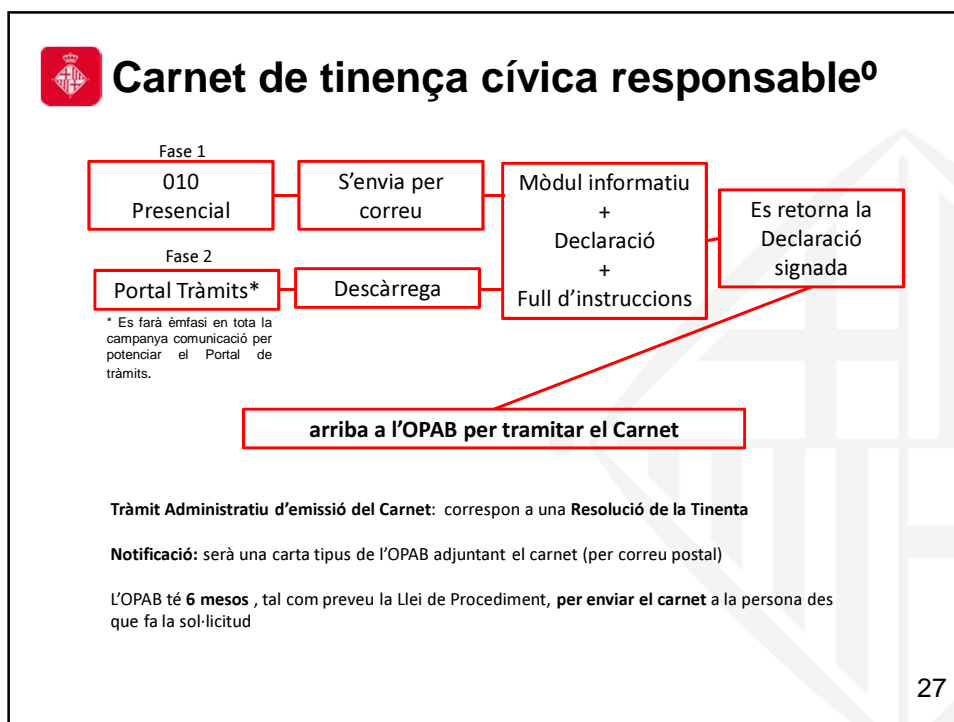 Carnet de tinença cívica responsable⁰
Fase 1
010
Presencial
S'envia per
correu
Mòdul informatiu
+
Declaració
+
Full d'instruccions
Es retorna la
Declaració
signada
Fase 2
Portal Tràmits*
Descàrrega
* Es farà èmfasi en tota la
campanya comunicació per
potenciar el Portal de
tràmits.
arriba a l'OPAB per tramitar el Carnet
Tràmit Administratiu d'emissió del Carnet: correspon a una Resolució de la Tinenta
Notificació: serà una carta tipus de l'OPAB adjuntant el carnet (per correu postal)
L'OPAB té 6 mesos , tal com preveu la Llei de Procediment, per enviar el carnet a la persona des
que fa la sol·licitud
27